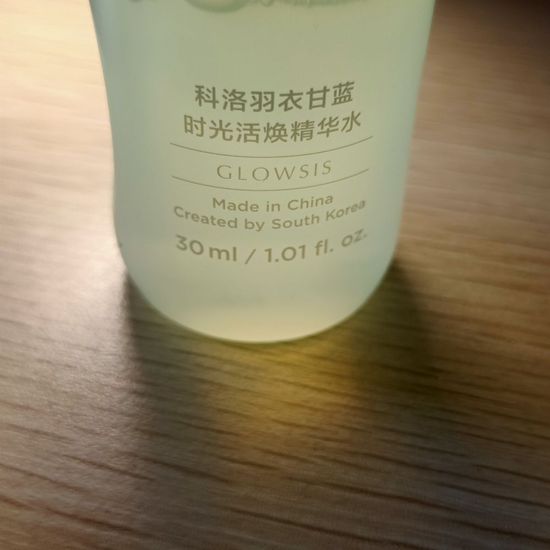 科洛羽衣甘蓝
时光活焕精华水
GLOWSIS
Made in China
Created by South Korea
30 ml / 1.01 fl. oz.